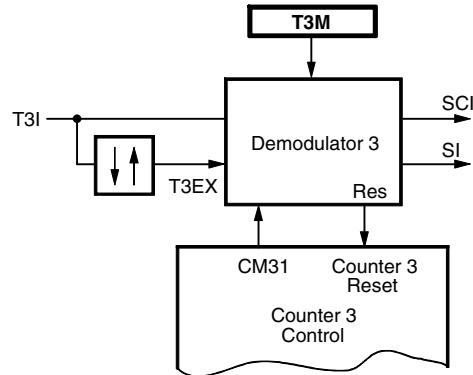 T3M
SCI
T3I
Demodulator 3
SI
T3EX
Res
CM31
Counter 3
Reset
Counter 3
Control